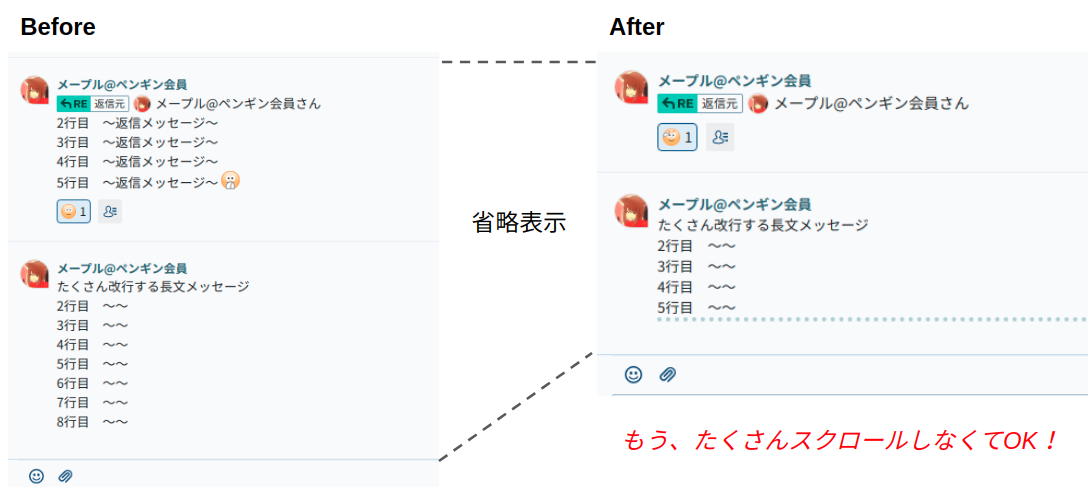 Before
メープル@ペンギン会員
RE 返信元 メープル@ペンギン会員さん
2行目　～返信メッセージ～
3行目　～返信メッセージ～
4行目　～返信メッセージ～
5行目　～返信メッセージ～
1
メープル@ペンギン会員
たくさん改行する長文メッセージ
2行目　～～
3行目　～～
4行目　～～
5行目　～～
6行目　～～
7行目　～～
8行目　～～
省略表示
After
メープル@ペンギン会員
RE 返信元 メープル@ペンギン会員さん
1
メープル@ペンギン会員
たくさん改行する長文メッセージ
2行目　～～
3行目　～～
4行目　～～
5行目　～～
もう、たくさんスクロールしなくてOK！